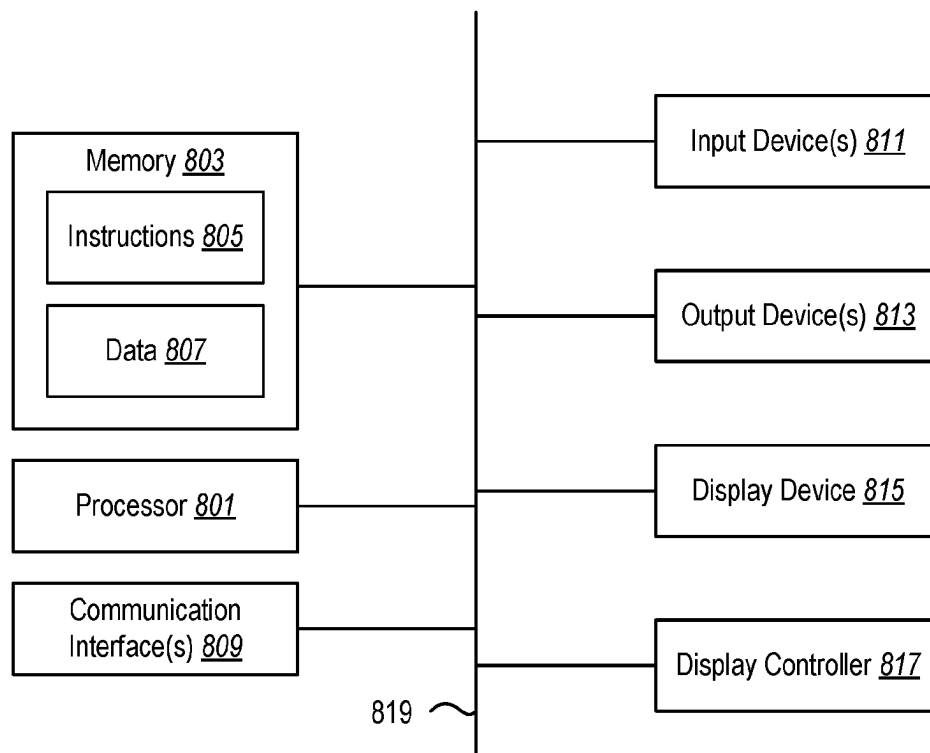 Memory 803
Instructions 805
Data 807
Processor 801
Communication
Interface(s) 809
Input Device(s) 811
Output Device(s) 813
Display Device 815
Display Controller 817
819